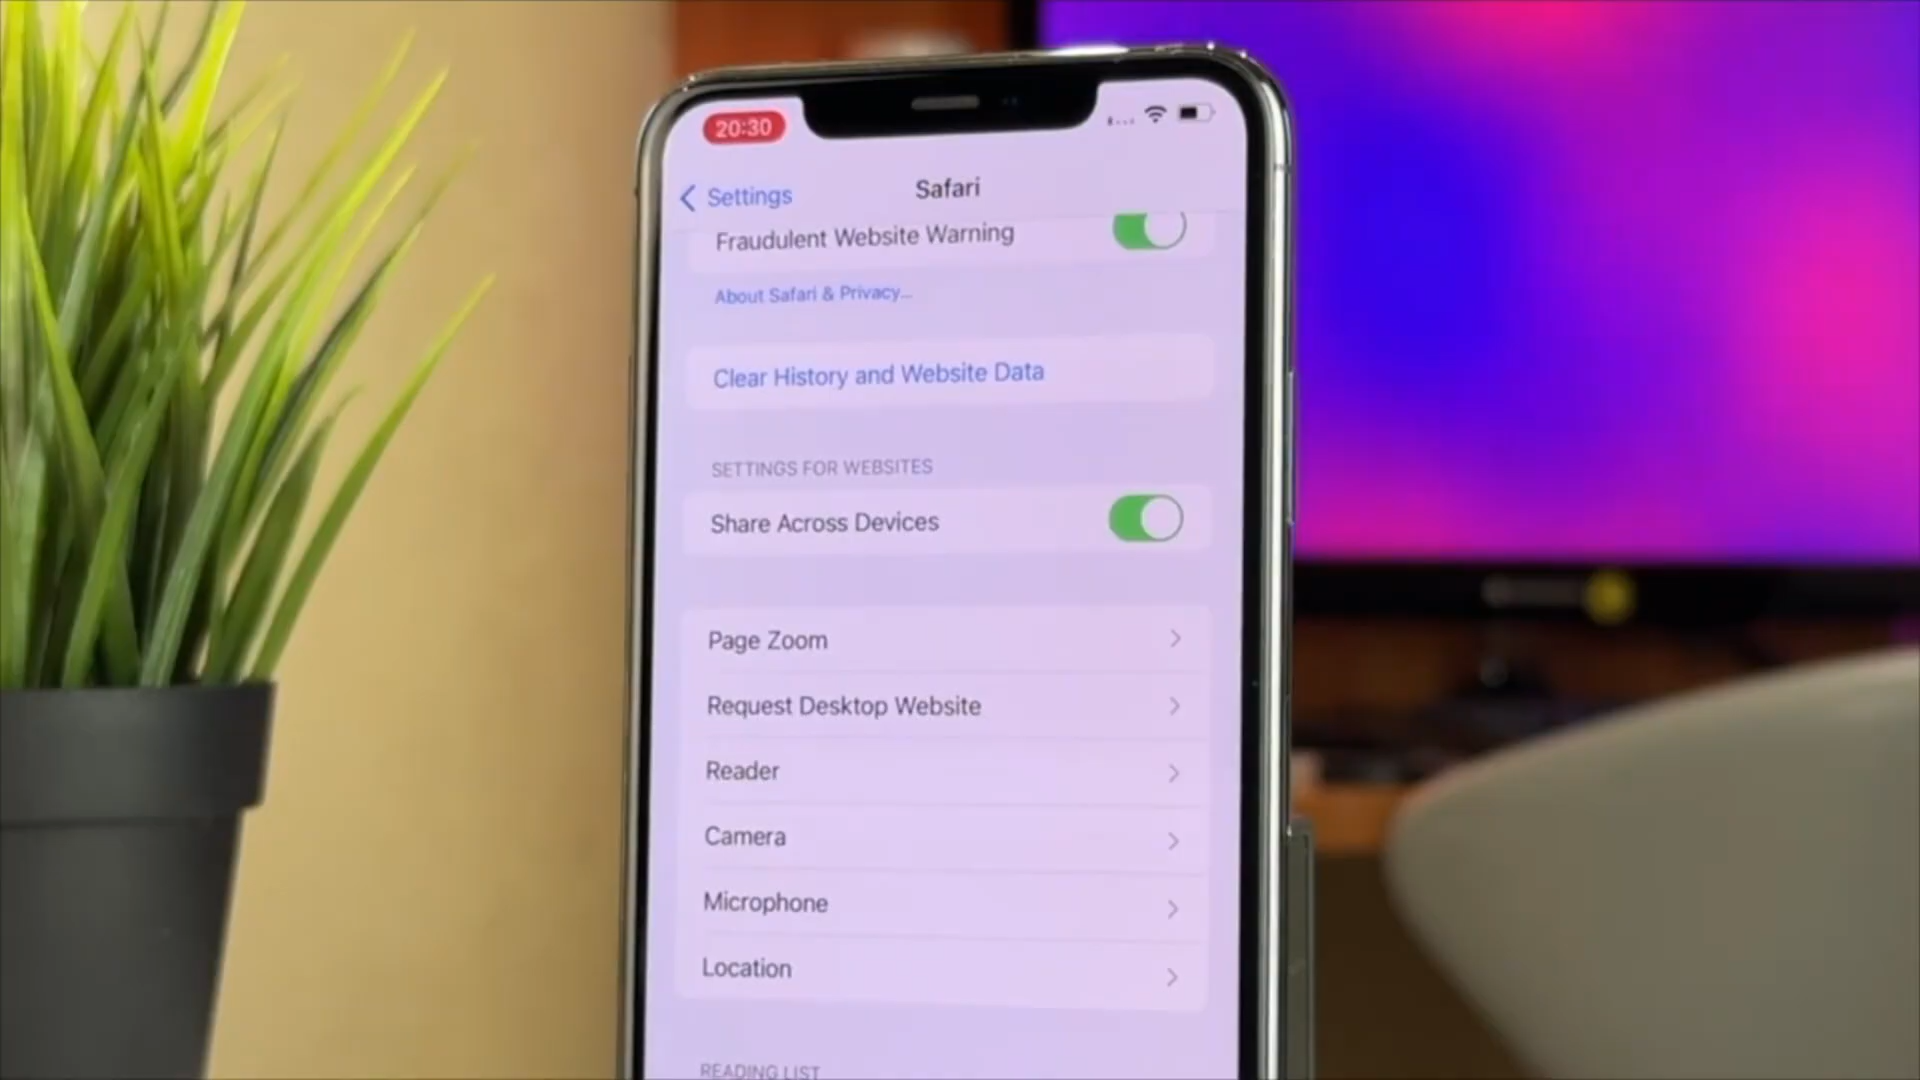 20:30
Settings
Safari
Fraudulent Website Warning
About Safari & Privacy...
Clear History and Website Data
SETTINGS FOR WEBSITES
Share Across Devices
Page Zoom
Request Desktop Website
Reader
Camera
Microphone
Location
READING LIST